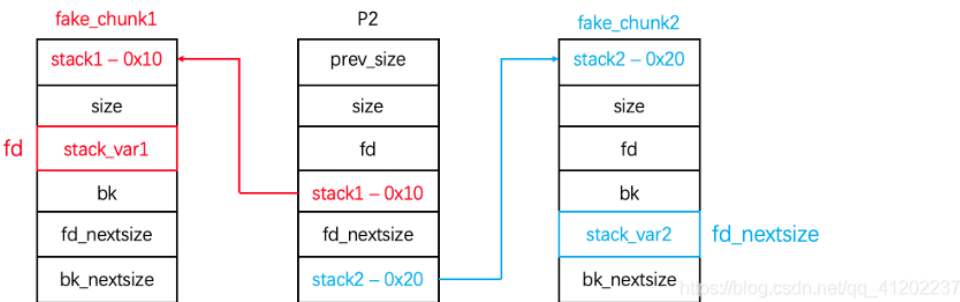 fake_chunk1
P2
fake_chunk2
stack1 – 0x10
prev_size
stack2 – 0x20
size
size
size
fd
stack_var1
fd
fd
bk
stack1 – 0x10
bk
fd_nextsize
fd_nextsize
stack_var2
fd_nextsize
bk_nextsize
stack2 – 0x20
bk_nextsize
https://blog.csdn.net/qq_41202237